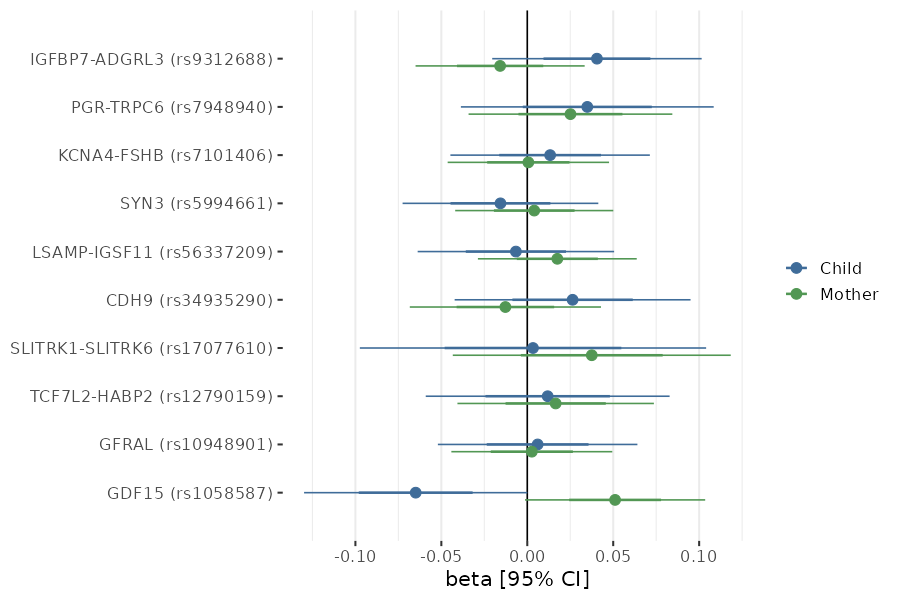 IGFBP7-ADGRL3 (rs9312688)
PGR-TRPC6 (rs7948940)
KCNA4-FSHB (rs7101406)
SYN3 (rs5994661)
LSAMP-IGSF11 (rs56337209)
CDH9 (rs34935290)
SLITRK1-SLITRK6 (rs17077610)
TCF7L2-HABP2 (rs12790159)
GFRAL (rs10948901)
GDF15 (rs1058587)
-0.10 -0.05 0.00 0.05 0.10
beta [95% CI]
Child
Mother